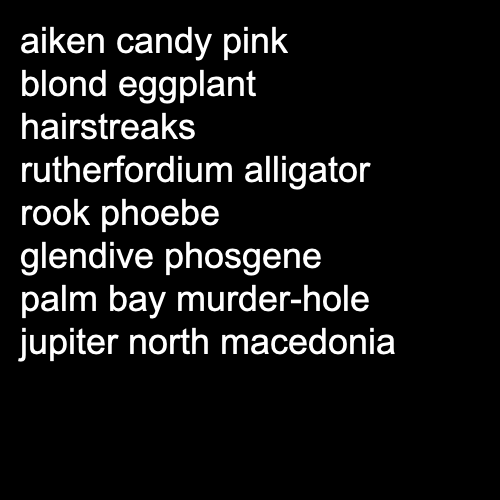 aiken candy pink
blond eggplant
hairstreaks
rutherfordium alligator
rook phoebe
glendive phosgene
palm bay murder-hole
jupiter north macedonia